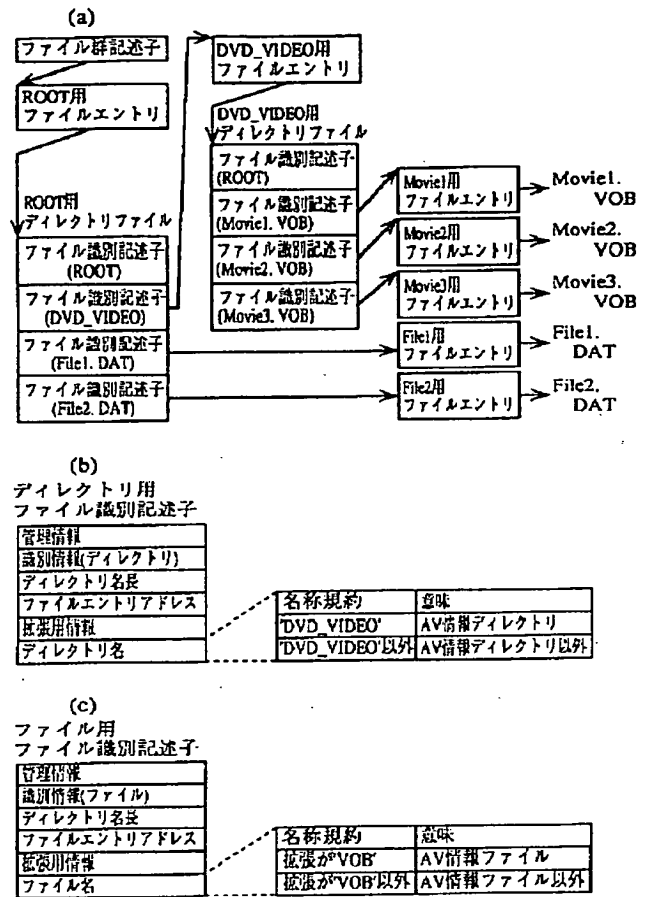 (a)
ファイル群記述子
ROOT用
ファイルエントリ
ROOT用
ディレクトリファイル
ファイル識別記述子
(ROOT)
ファイル識別記述子
(DVD_VIDEO)
ファイル識別記述子
(File1. DAT)
ファイル識別記述子
(File2. DAT)
DVD_VIDEO用
ファイルエントリ
DVD_VIDEO用
ディレクトリファイル
ファイル識別記述子
(ROOT)
ファイル識別記述子
(Movie1. VOB)
ファイル識別記述子
(Movie2. VOB)
ファイル識別記述子
(Movie3. VOB)
Movie1用
ファイルエントリ
Movie1.
VOB
Movie2用
ファイルエントリ
Movie2.
VOB
Movie3用
ファイルエントリ
Movie3.
VOB
File1用
ファイルエントリ
File1.
DAT
File2用
ファイルエントリ
File2.
DAT
(b)
ディレクトリ用
ファイル識別記述子
管理情報
識別情報(ディレクトリ)
ディレクトリ名長
ファイルエントリアドレス
拡張用情報
ディレクトリ名
名称規約 意味
'DVD_VIDEO' AV情報ディレクトリ
'DVD_VIDEO'以外 AV情報ディレクトリ以外
(c)
ファイル用
ファイル識別記述子
管理情報
識別情報(ファイル)
ディレクトリ名長
ファイルエントリアドレス
拡張用情報
ファイル名
名称規約 意味
拡張が'VOB' AV情報ファイル
拡張が'VOB'以外 AV情報ファイル以外